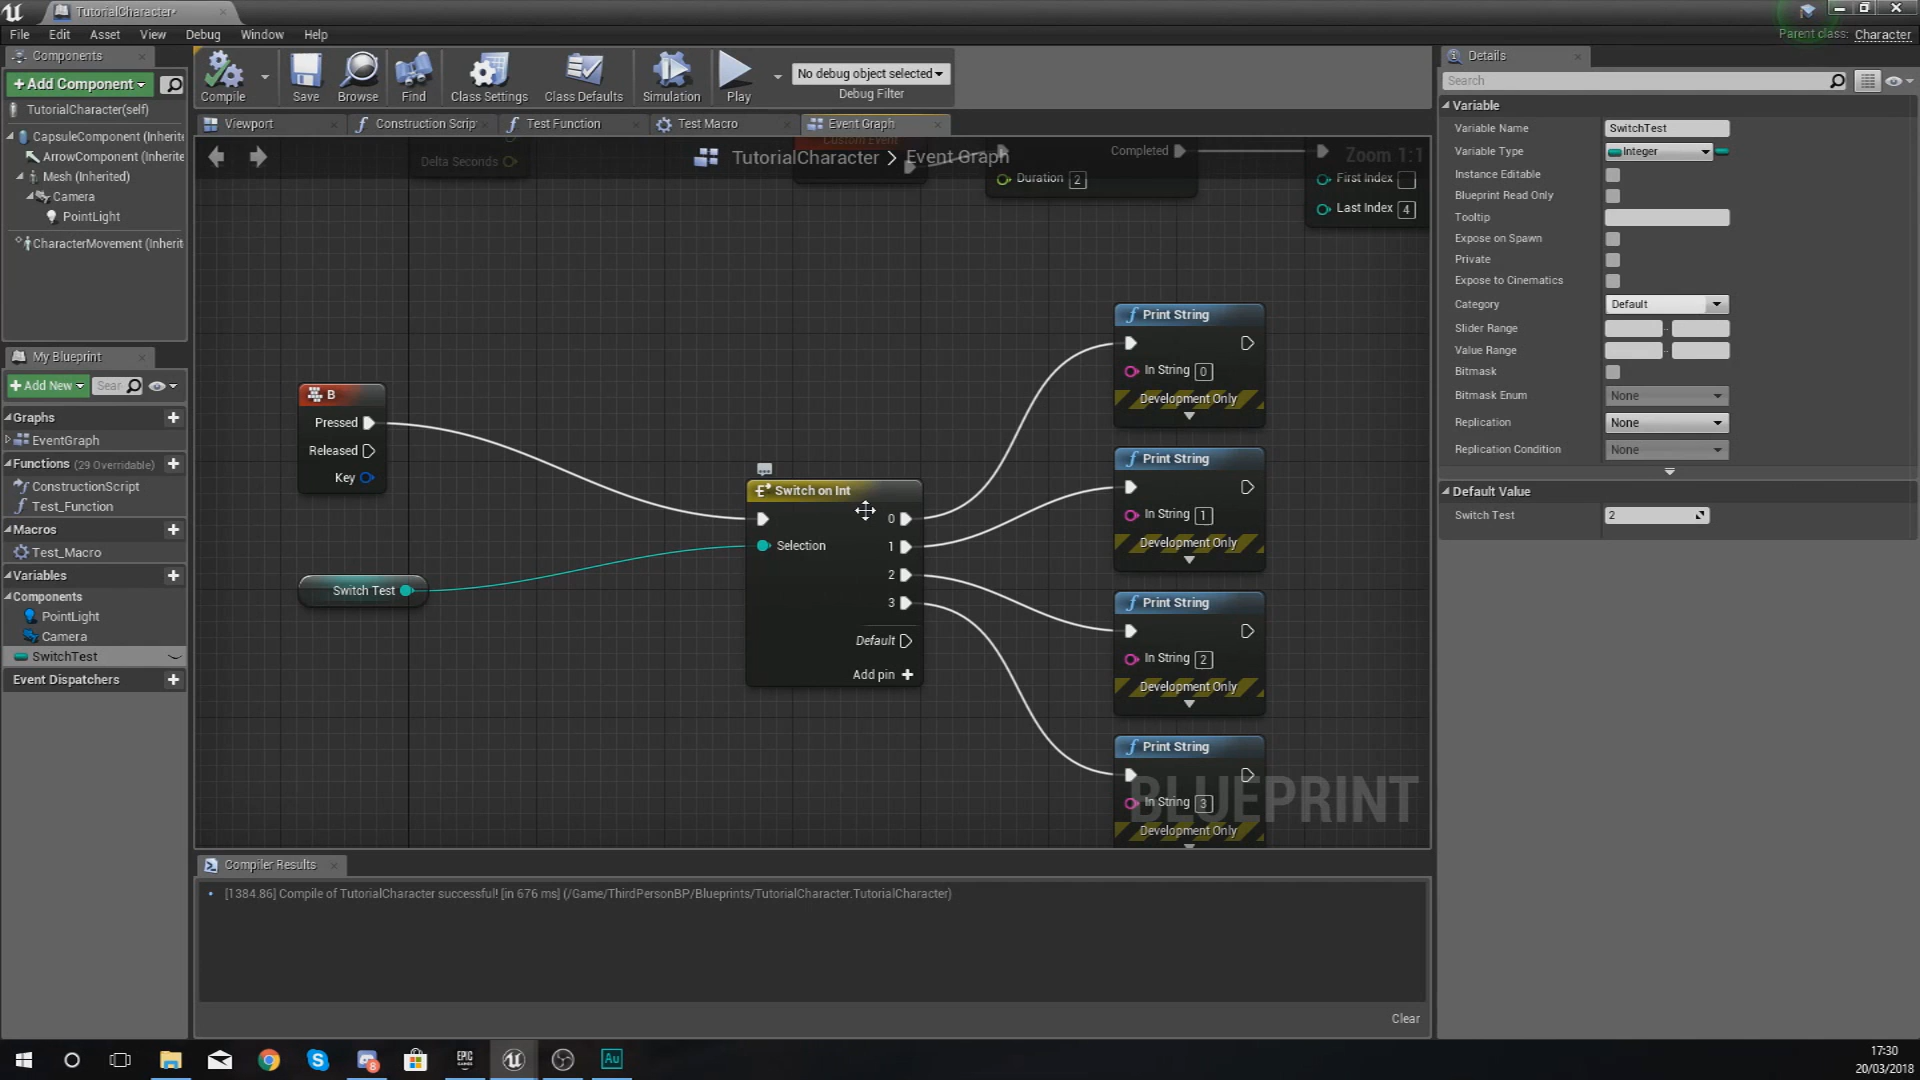 TutorialCharacter*
File Edit Asset View Debug Window Help
Parent class: Character
Components
+Add Component
TutorialCharacter(self)
CapsuleComponent (Inherite
ArrowComponent (Inherite
Mesh (Inherited)
Camera
PointLight
CharacterMovement (Inherit
My Blueprint
+Add New Sear
Graphs
EventGraph
Functions (29 Overridable)
ConstructionScript
Test_Function
Macros
Test_Macro
Variables
Components
PointLight
Camera
SwitchTest
Event Dispatchers
Compile Save Browse Find Class Settings Class Defaults Simulation Play
No debug object selected
Debug Filter
Viewport Construction Scrip Test Function Test Macro Event Graph
TutorialCharacter > Event Graph
Zoom 1:1
Delta Seconds
Custom Event
Completed
Duration 2
First Index
Last Index 4
B
Pressed
Released
Key
Switch Test
Switch on Int
0
Selection 1
2
3
Default
Add pin +
Print String
In String 0
Development Only
Print String
In String 1
Development Only
Print String
In String 2
Development Only
Print String
In String 3
Development Only
BLUEPRINT
Compiler Results
[1384.86] Compile of TutorialCharacter successful! [in 676 ms] (/Game/ThirdPersonBP/Blueprints/TutorialCharacter.TutorialCharacter)
Clear
Details
Search
Variable
Variable Name SwitchTest
Variable Type Integer
Instance Editable
Blueprint Read Only
Tooltip
Expose on Spawn
Private
Expose to Cinematics
Category Default
Slider Range
Value Range
Bitmask
Bitmask Enum None
Replication None
Replication Condition None
Default Value
Switch Test 2
8
EPIC
GAMES
Au
17:30
20/03/2018